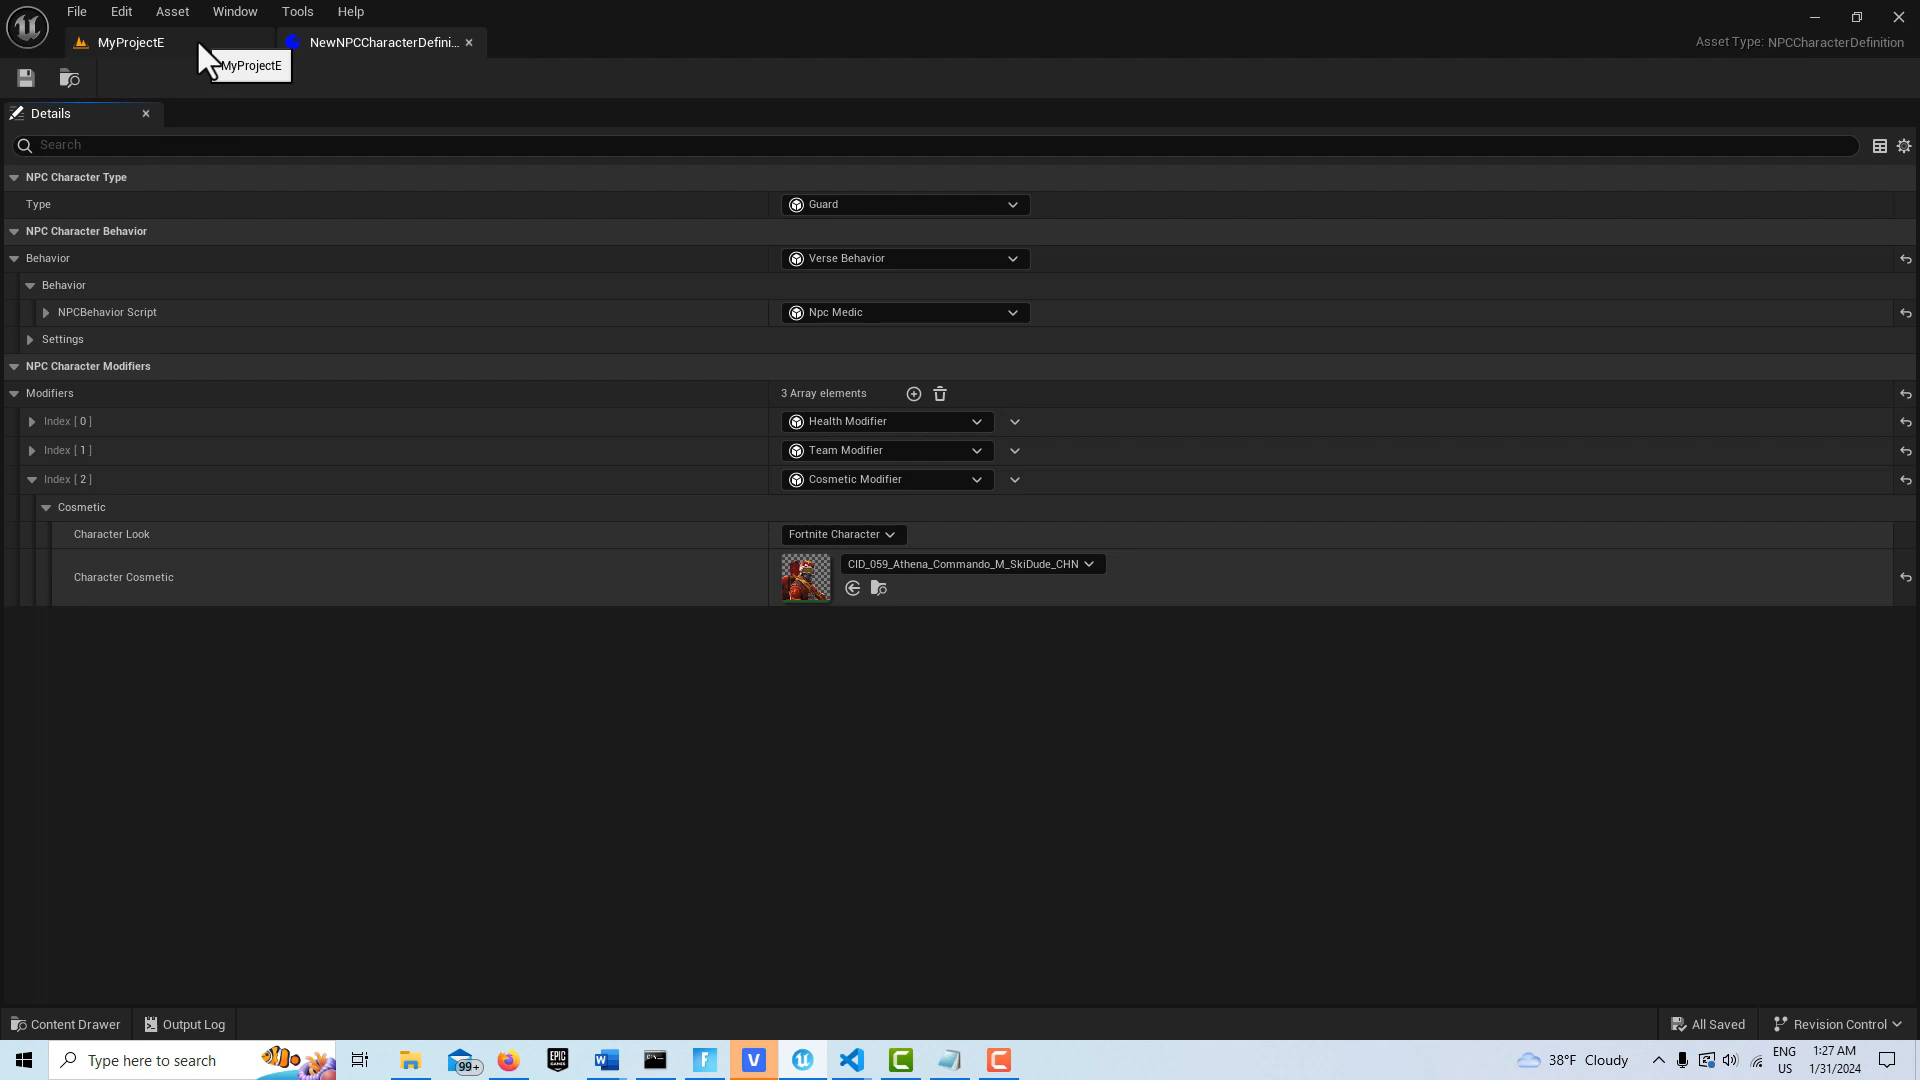 File Edit Asset Window Tools Help
MyProjectE NewNPCCharacterDefini...
Asset Type: NPCCharacterDefinition
MyProjectE
Details
Search
NPC Character Type
Type Guard
NPC Character Behavior
Behavior Verse Behavior
Behavior
NPCBehavior Script Npc Medic
Settings
NPC Character Modifiers
Modifiers 3 Array elements
Index [ 0 ] Health Modifier
Index [ 1 ] Team Modifier
Index [ 2 ] Cosmetic Modifier
Cosmetic
Character Look Fortnite Character
Character Cosmetic CID_059_Athena_Commando_M_SkiDude_CHN
Content Drawer Output Log All Saved Revision Control
Type here to search 99+ EPIC GAMES 38°F Cloudy ENG US 1:27 AM 1/31/2024